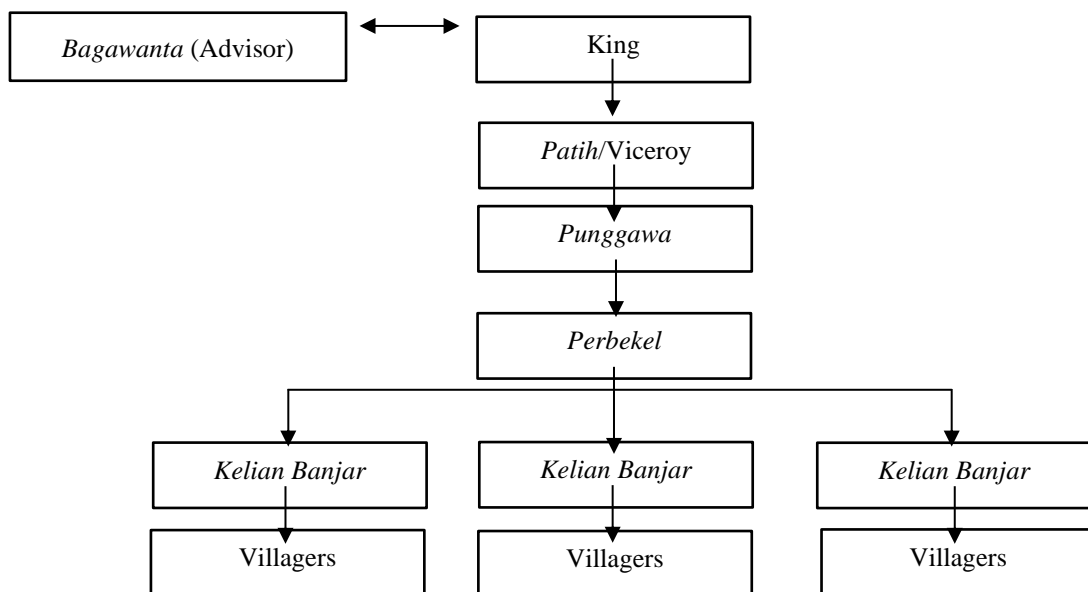 Bagawanta (Advisor)
King
Patih/Viceroy
Punggawa
Perbekel
Kelian Banjar
Kelian Banjar
Kelian Banjar
Villagers
Villagers
Villagers